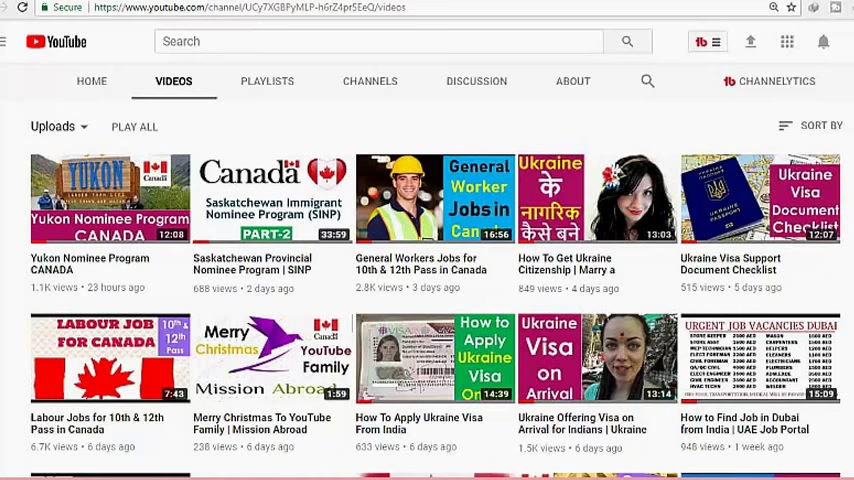 Secure https://www.youtube.com/channel/UCy7XGBPyMLP-h6rZ4pr5EeQ/videos
YouTube
Search
HOME VIDEOS PLAYLISTS CHANNELS DISCUSSION ABOUT CHANNELYTICS
Uploads PLAY ALL SORT BY
YUKON
Canada
Yukon Nominee Program
CANADA
12:08
Canada
Saskatchewan Immigrant
Nominee Program (SINP)
PART-2
33:59
General
Worker
Jobs in
16:56
Ukraine
के
नागरिक
कैसे बने
13:03
Ukraine
Visa
Document
Checklist
12:07
Yukon Nominee Program
CANADA
1.1K views • 23 hours ago
Saskatchewan Provincial
Nominee Program | SINP
688 views • 2 days ago
General Workers Jobs for
10th & 12th Pass in Canada
2.8K views • 3 days ago
How To Get Ukraine
Citizenship | Marry a
849 views • 4 days ago
Ukraine Visa Support
Document Checklist
515 views • 5 days ago
LABOUR JOB
FOR CANADA
10th &
12th
Pass
7:43
Merry
Christmas
Canada
YouTube
Family
Mission Abroad
1:59
VISA
How to
Apply
Ukraine
Visa
14:39
Ukraine
Visa
on
Arrival
13:14
URGENT JOB VACANCIES DUBAI
15:09
Labour Jobs for 10th & 12th
Pass in Canada
6.7K views • 6 days ago
Merry Christmas To YouTube
Family | Mission Abroad
238 views • 6 days ago
How To Apply Ukraine Visa
From India
633 views • 6 days ago
Ukraine Offering Visa on
Arrival for Indians | Ukraine
1.5K views • 6 days ago
How to Find Job in Dubai
from India | UAE Job Portal
948 views • 1 week ago